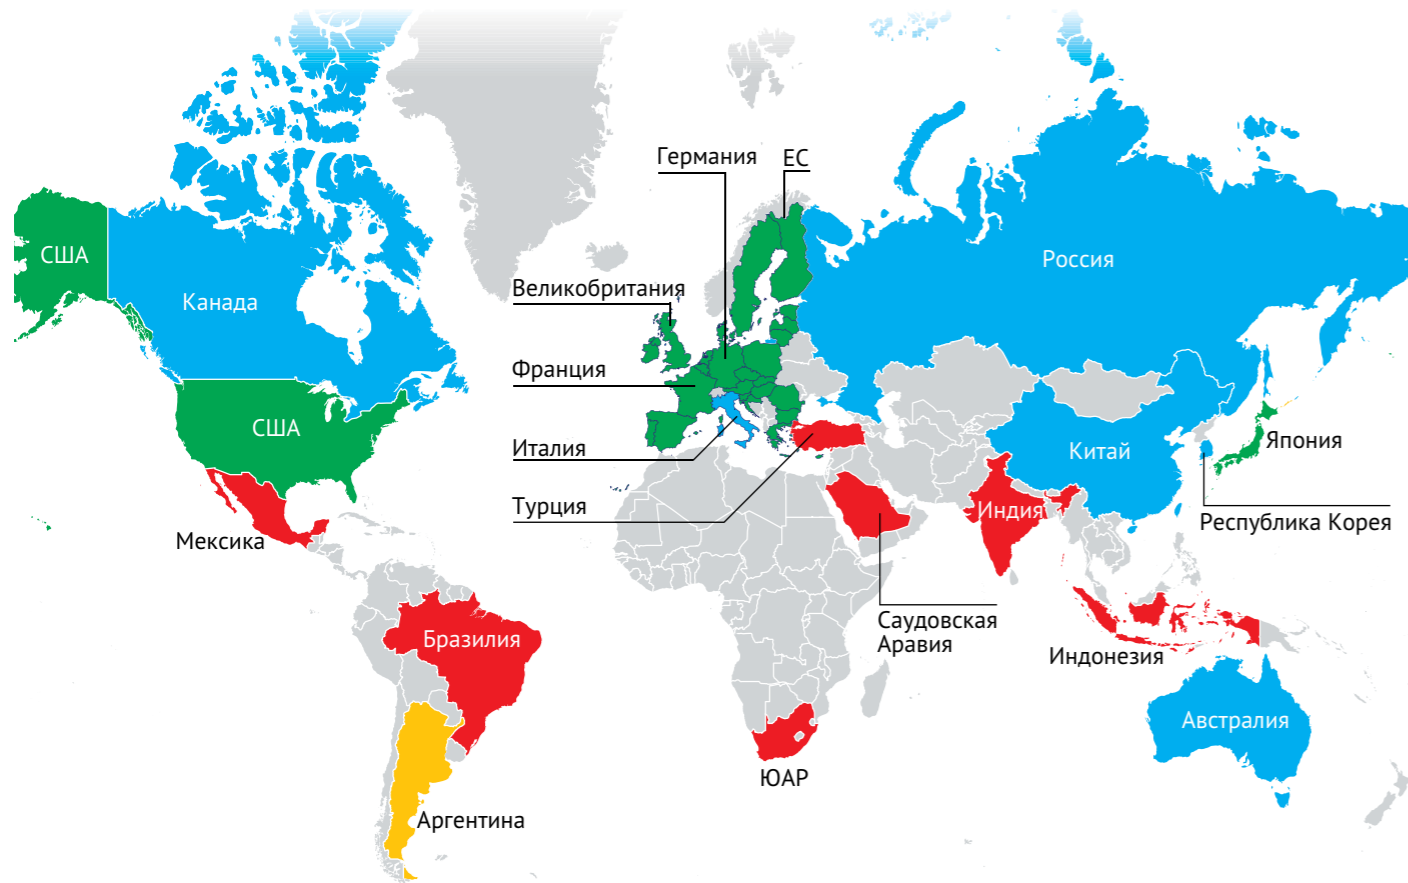 Германия
ЕС
США
Россия
Великобритания
Канада
Франция
США
Япония
Италия
Китай
Турция
Индия
Республика Корея
Мексика
Саудовская
Аравия
Бразилия
Индонезия
Австралия
ЮАР
Аргентина